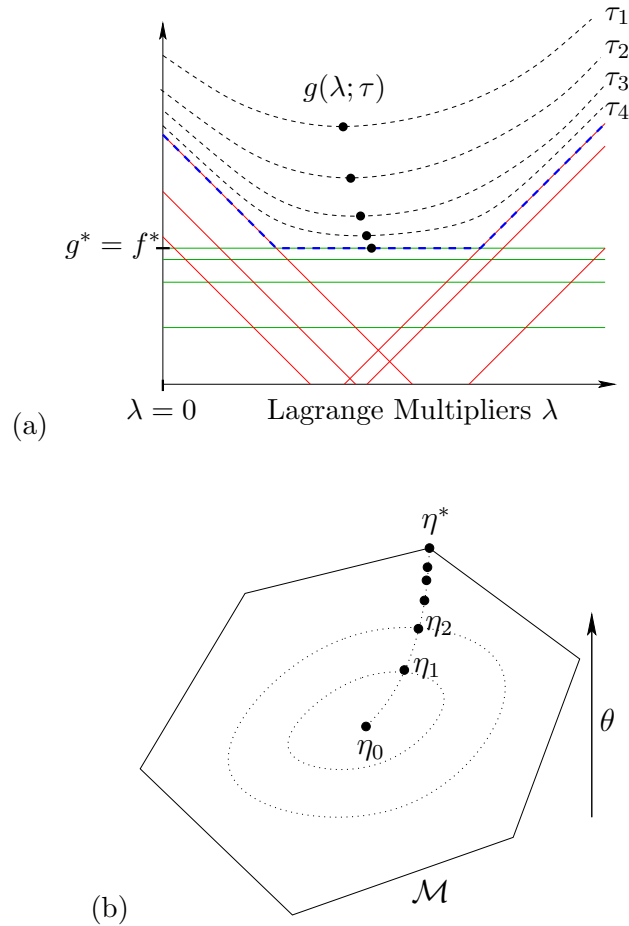 τ₁
τ₂
g(λ; τ)
τ₃
τ₄
g* = f*
λ = 0 Lagrange Multipliers λ
(a)
η*
η₂
η₁
θ
η₀
ℳ
(b)